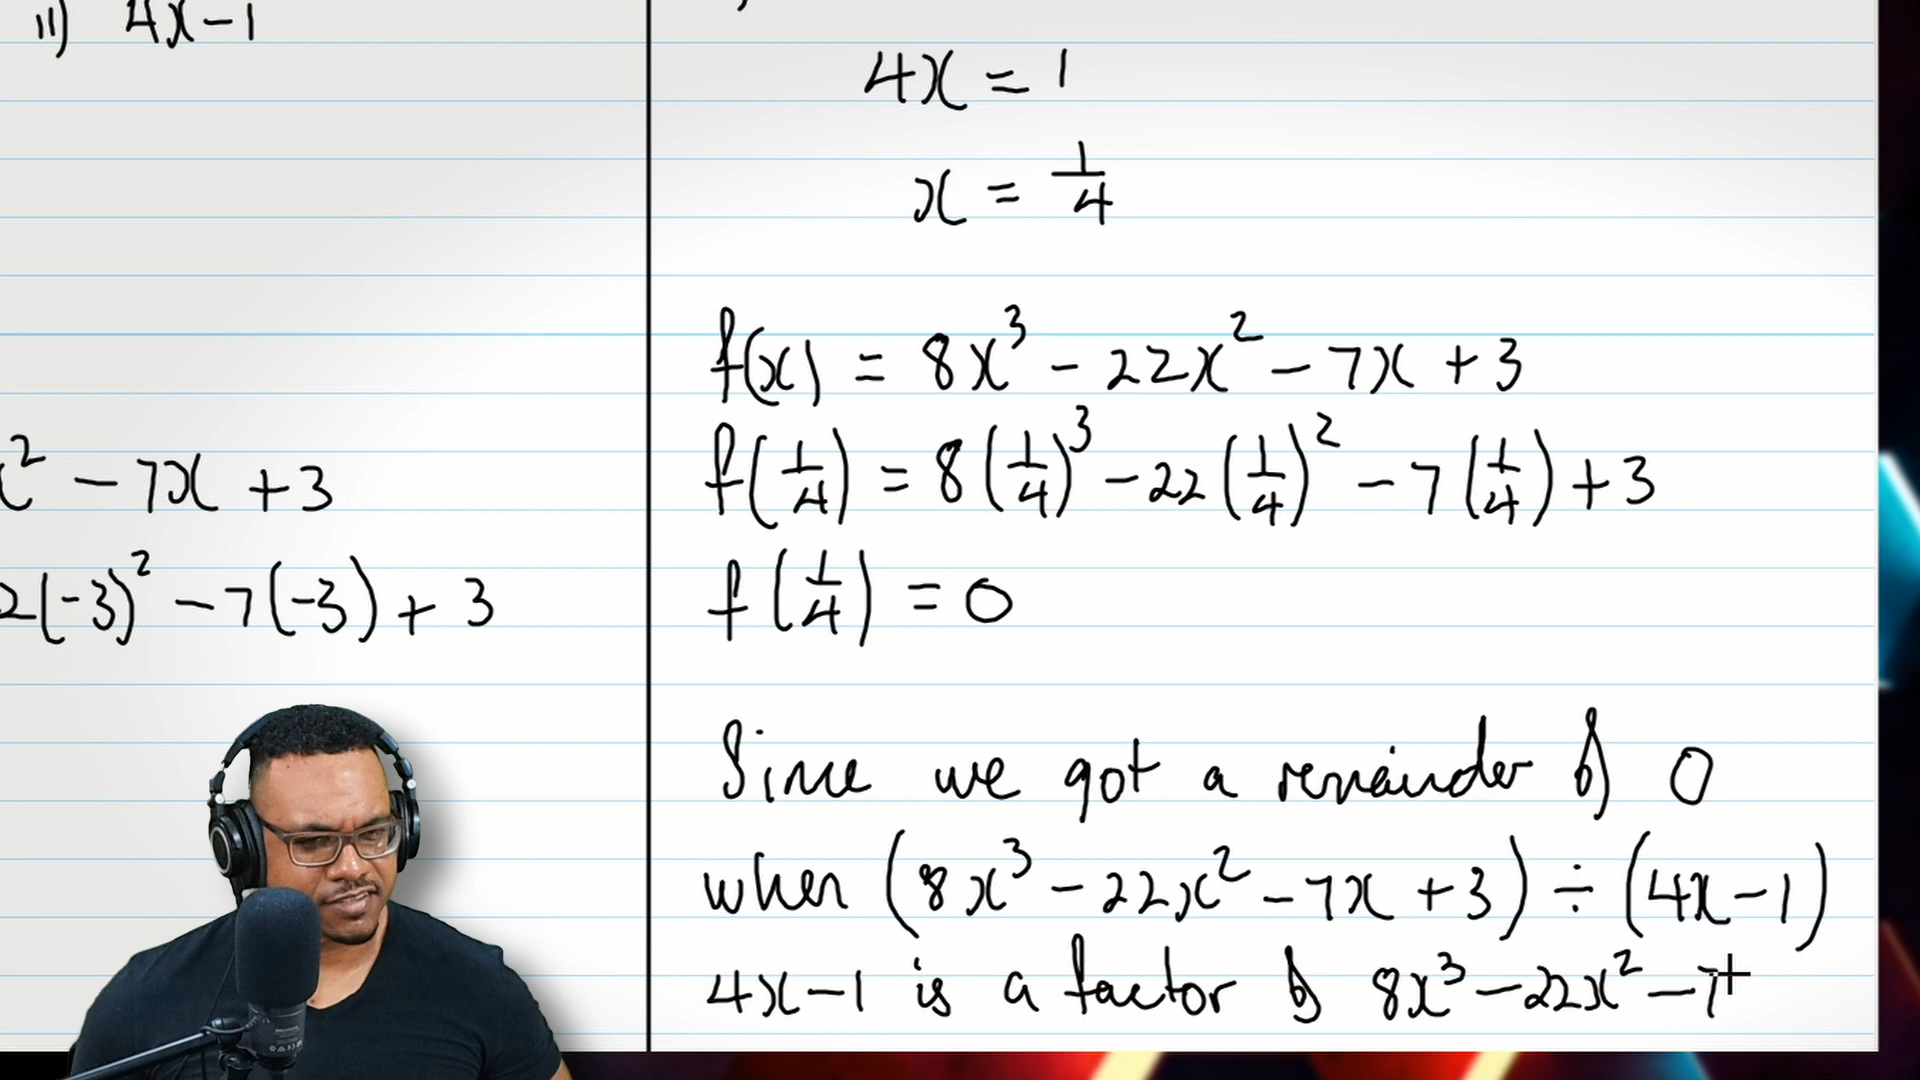 ii) 4x-1
x² - 7x + 3
2(-3)² - 7(-3) + 3
4x = 1
x = 1/4
f(x) = 8x³ - 22x² - 7x + 3
f(1/4) = 8(1/4)³ - 22(1/4)² - 7(1/4) + 3
f(1/4) = 0
Since we got a remainder of 0
when (8x³ - 22x² - 7x + 3) ÷ (4x-1)
4x-1 is a factor of 8x³ - 22x² - 7